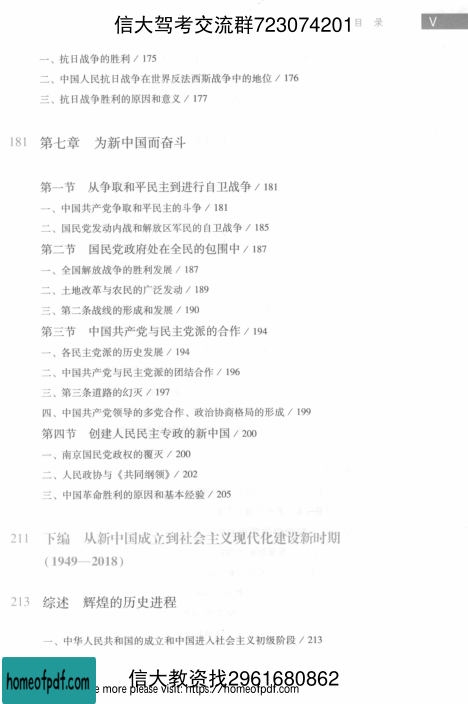 信大驾考交流群723074201
目 录 V
一、抗日战争的胜利 / 175
二、中国人民抗日战争在世界反法西斯战争中的地位 / 176
三、抗日战争胜利的原因和意义 / 177
181 第七章 为新中国而奋斗
第一节 从争取和平民主到进行自卫战争 / 181
一、中国共产党争取和平民主的斗争 / 181
二、国民党发动内战和解放区军民的自卫战争 / 185
第二节 国民党政府处在全民的包围中 / 187
一、全国解放战争的胜利发展 / 187
二、土地改革与农民的广泛发动 / 189
三、第二条战线的形成和发展 / 190
第三节 中国共产党与民主党派的合作 / 194
一、各民主党派的历史发展 / 194
二、中国共产党与民主党派的团结合作 / 196
三、第三条道路的幻灭 / 197
四、中国共产党领导的多党合作、政治协商格局的形成 / 199
第四节 创建人民民主专政的新中国 / 200
一、南京国民党政权的覆灭 / 200
二、人民政协与《共同纲领》/ 202
三、中国革命胜利的原因和基本经验 / 205
211 下编 从新中国成立到社会主义现代化建设新时期
(1949—2018)
213 综述 辉煌的历史进程
一、中华人民共和国的成立和中国进入社会主义初级阶段 / 213
信大教资找2961680862
homeofpdf.com
e more please visit: https://homeofpdf.com